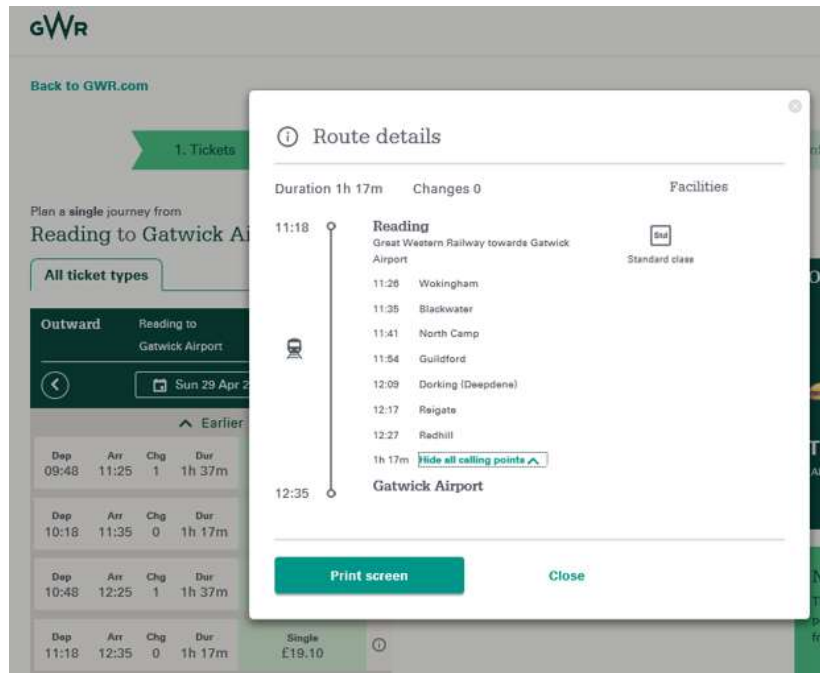 GWR
Back to GWR.com
1. Tickets
Plan a single journey from
Reading to Gatwick Ai
All ticket types
Outward
Reading to
Gatwick Airport
Sun 29 Apr 2
Earlier
Dep Arr Chg Dur
09:48 11:25 1 1h 37m
Dep Arr Chg Dur
10:18 11:35 0 1h 17m
Dep Arr Chg Dur
10:48 12:25 1 1h 37m
Dep Arr Chg Dur Single
11:18 12:35 0 1h 17m £19.10
Route details
Duration 1h 17m Changes 0 Facilities
11:18 Reading
Great Western Railway towards Gatwick
Airport
Std
Standard class
11:26 Wokingham
11:35 Blackwater
11:41 North Camp
11:54 Guildford
12:09 Dorking (Deepdene)
12:17 Reigate
12:27 Redhill
1h 17m Hide all calling points
12:35 Gatwick Airport
Print screen Close